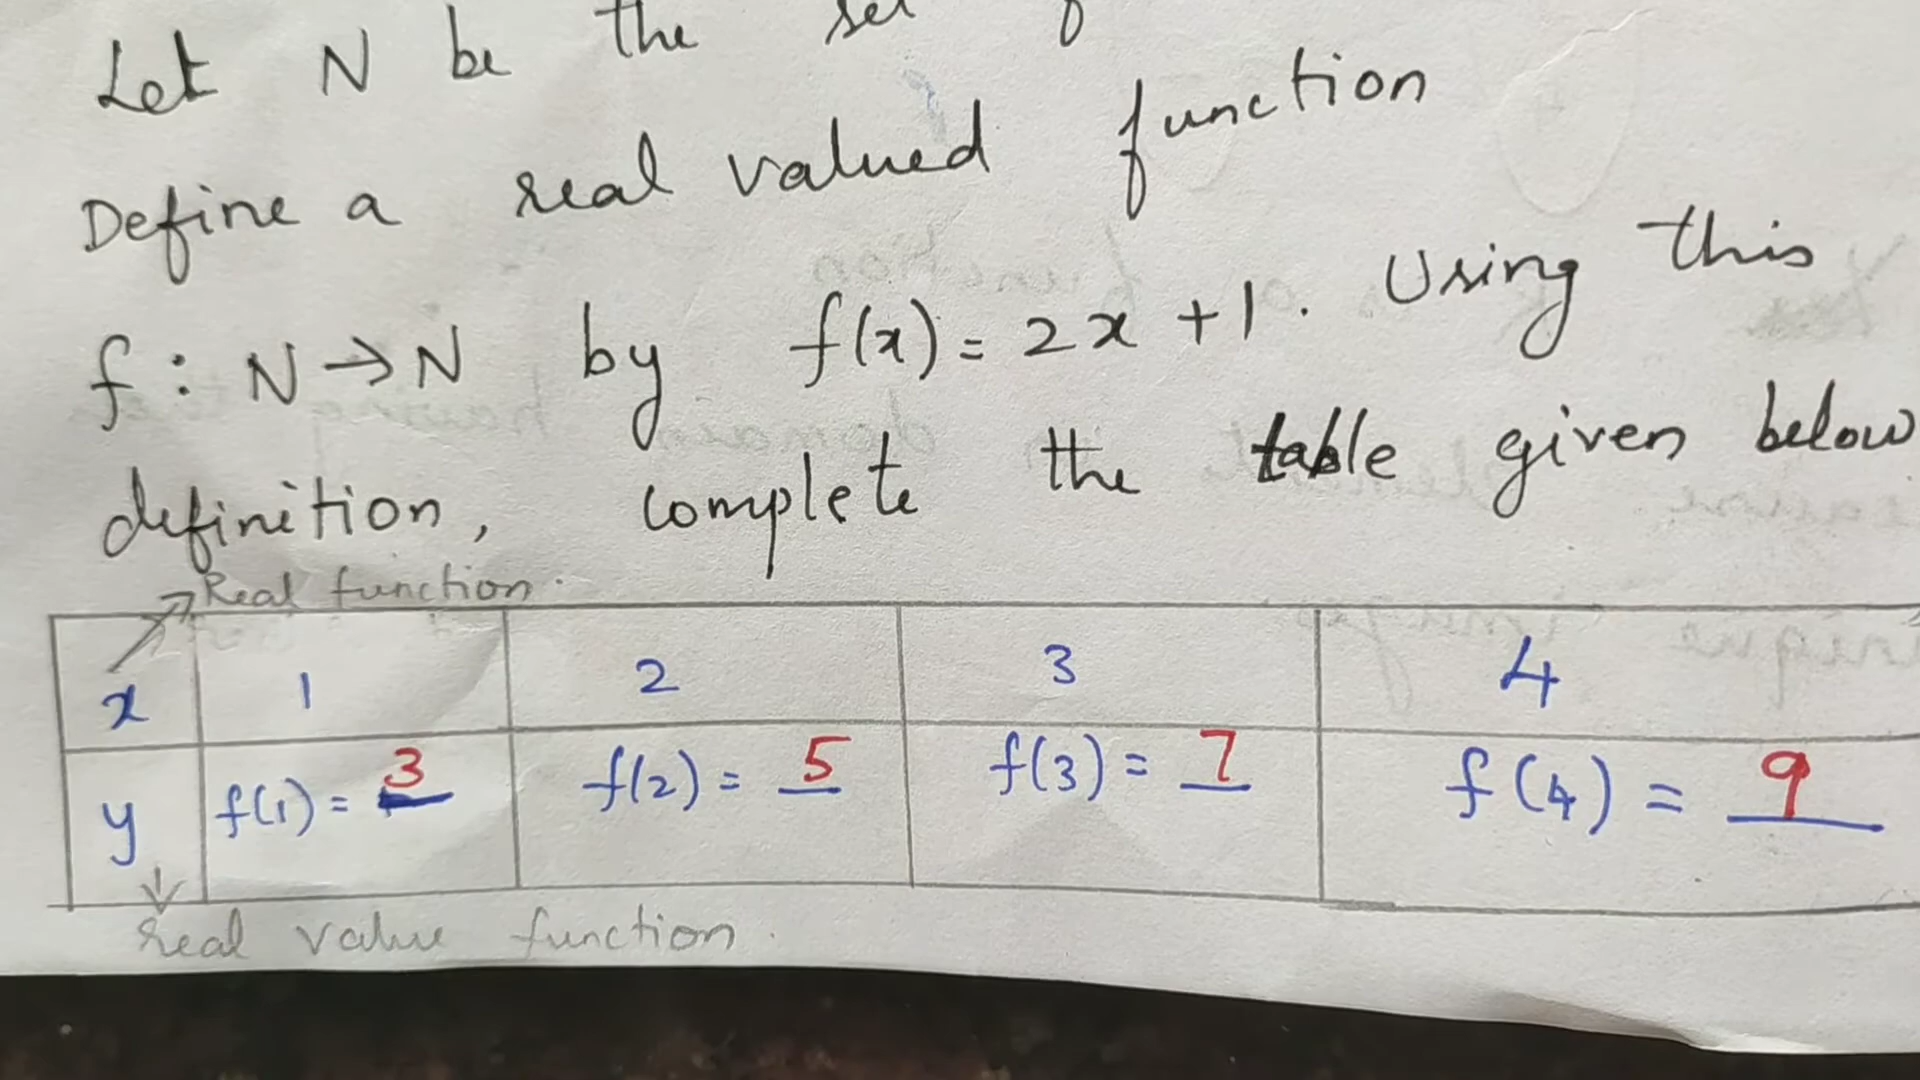 Let N be the set
Define a real valued function
f : N → N by f(x) = 2x + 1. Using this
definition, complete the table given below
Real function.
x 1 2 3 4
y f(1) = 3 f(2) = 5 f(3) = 7 f(4) = 9
real value function.